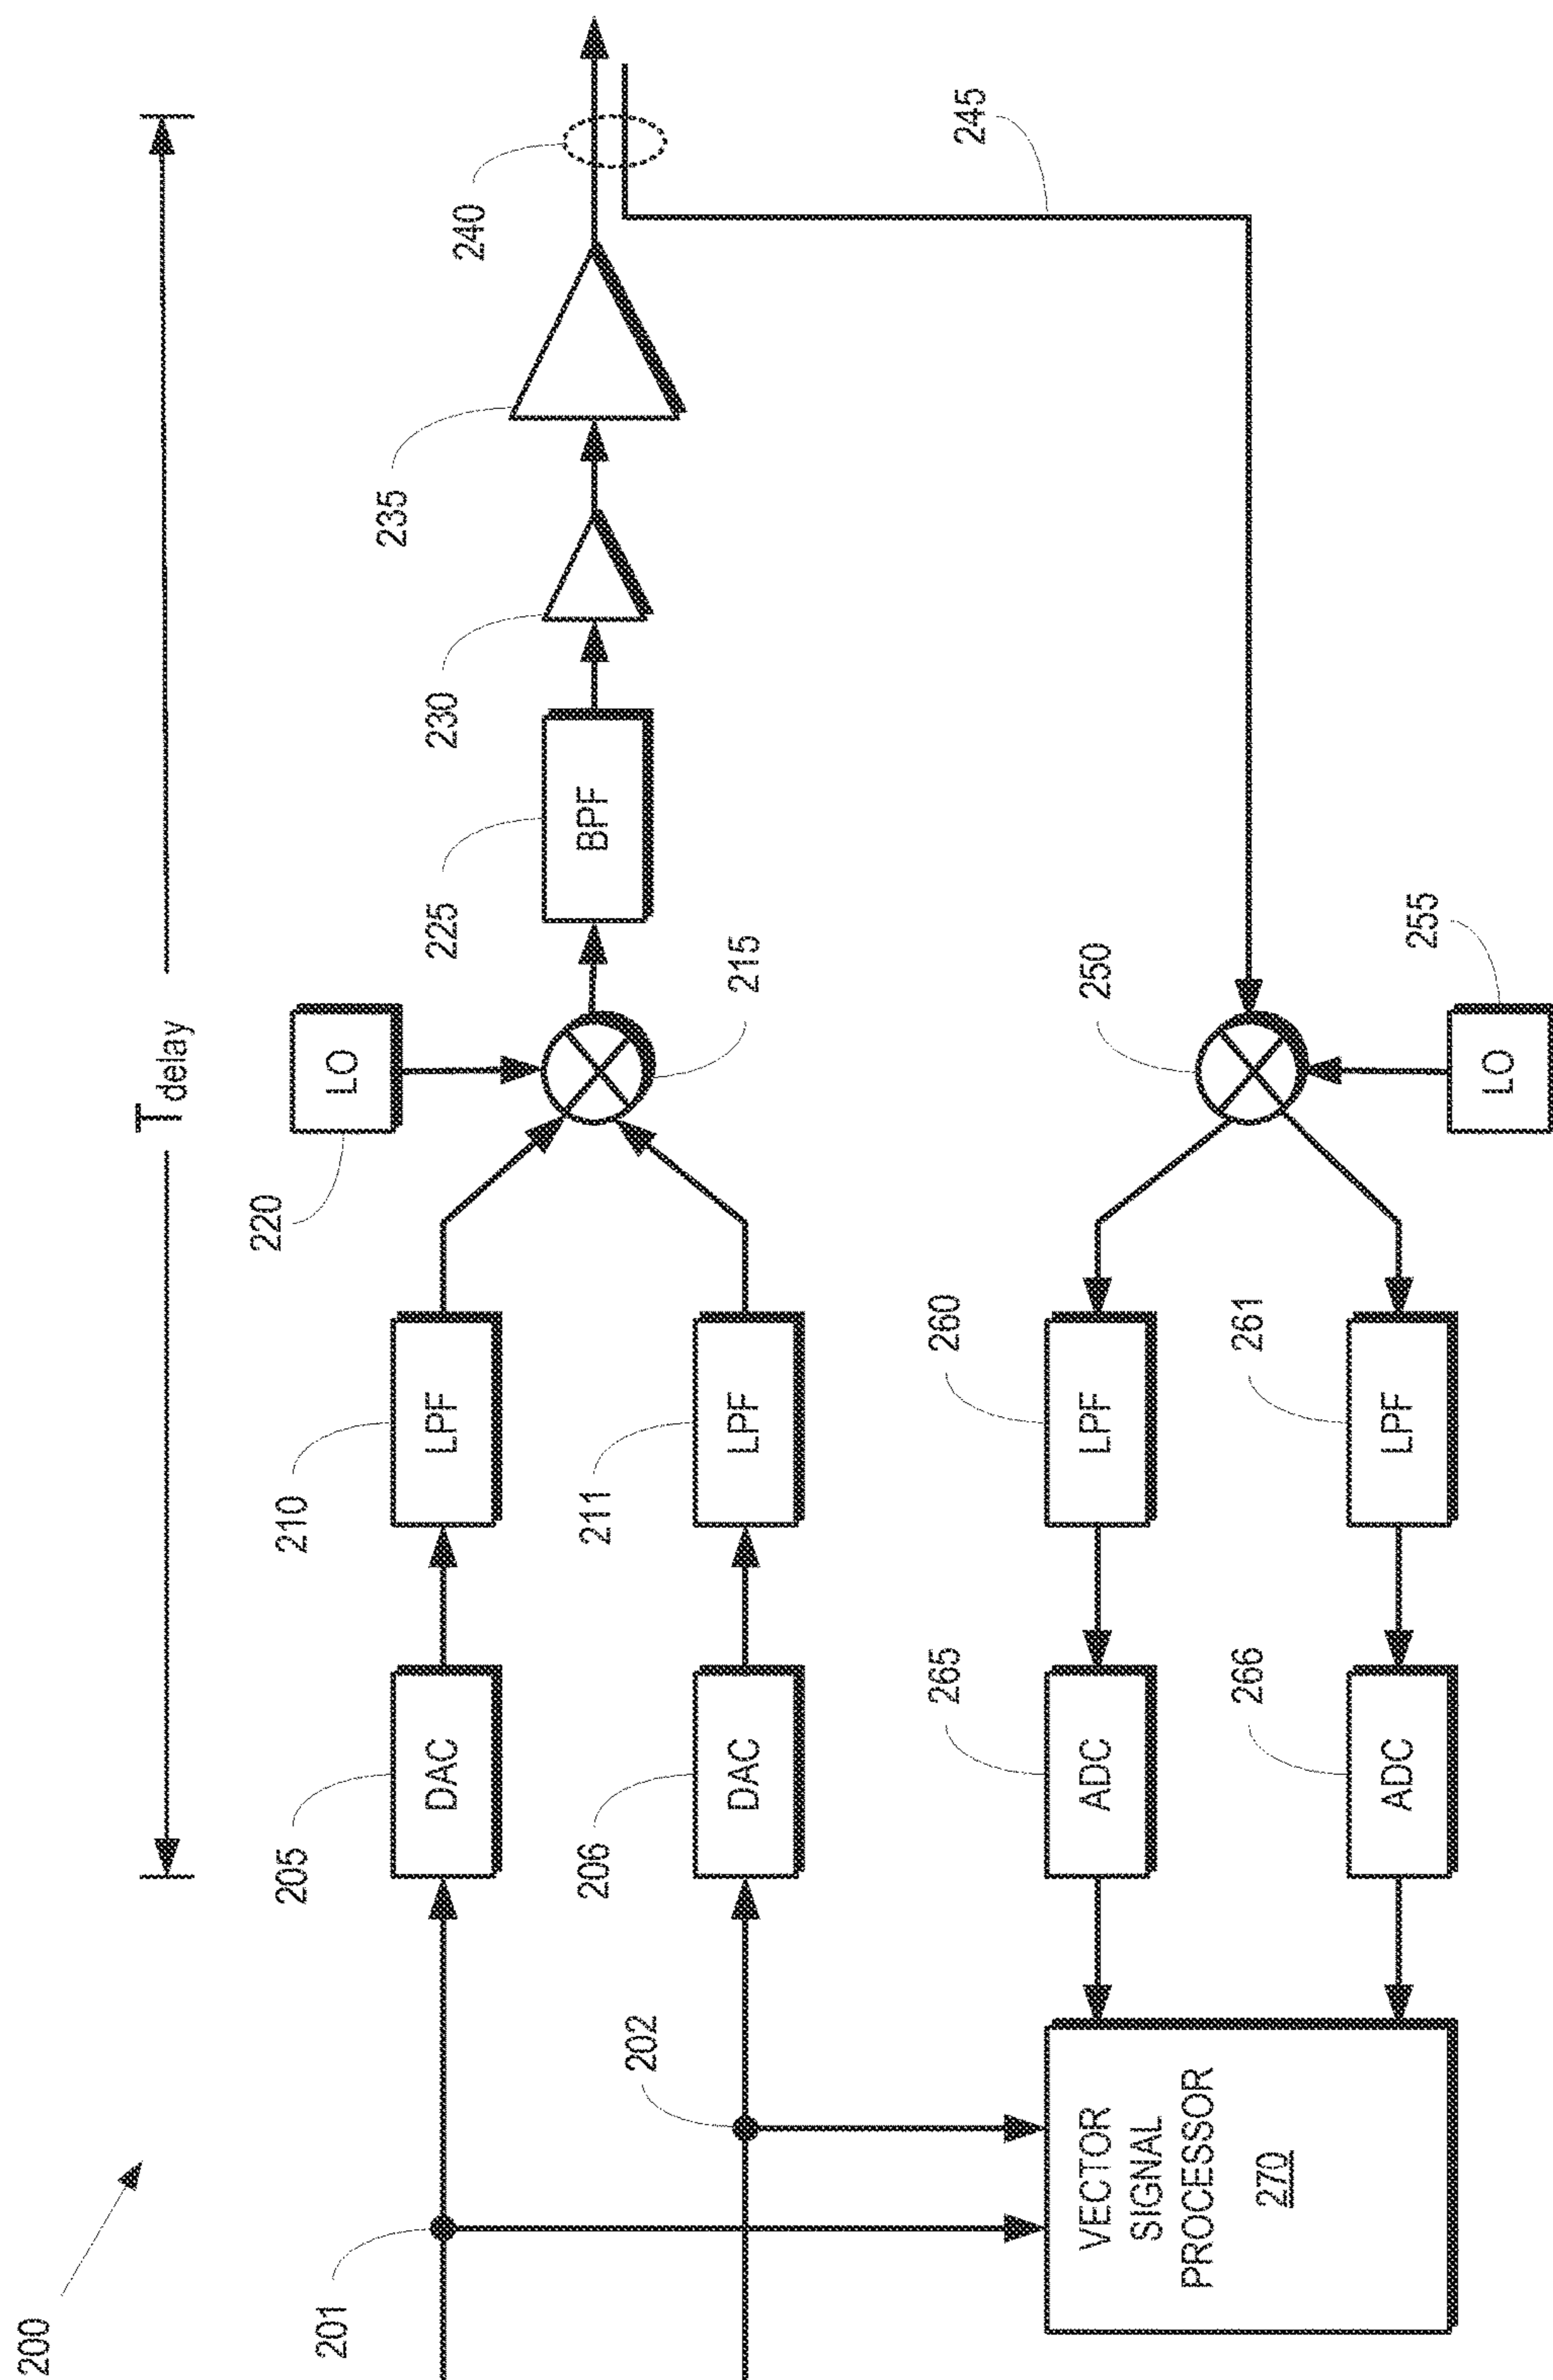 200
T delay
220
LO
205
DAC
210
LPF
215
225
BPF
230
235
240
245
201
202
206
DAC
211
LPF
250
255
LO
260
LPF
265
ADC
261
LPF
266
ADC
VECTOR
SIGNAL
PROCESSOR
270